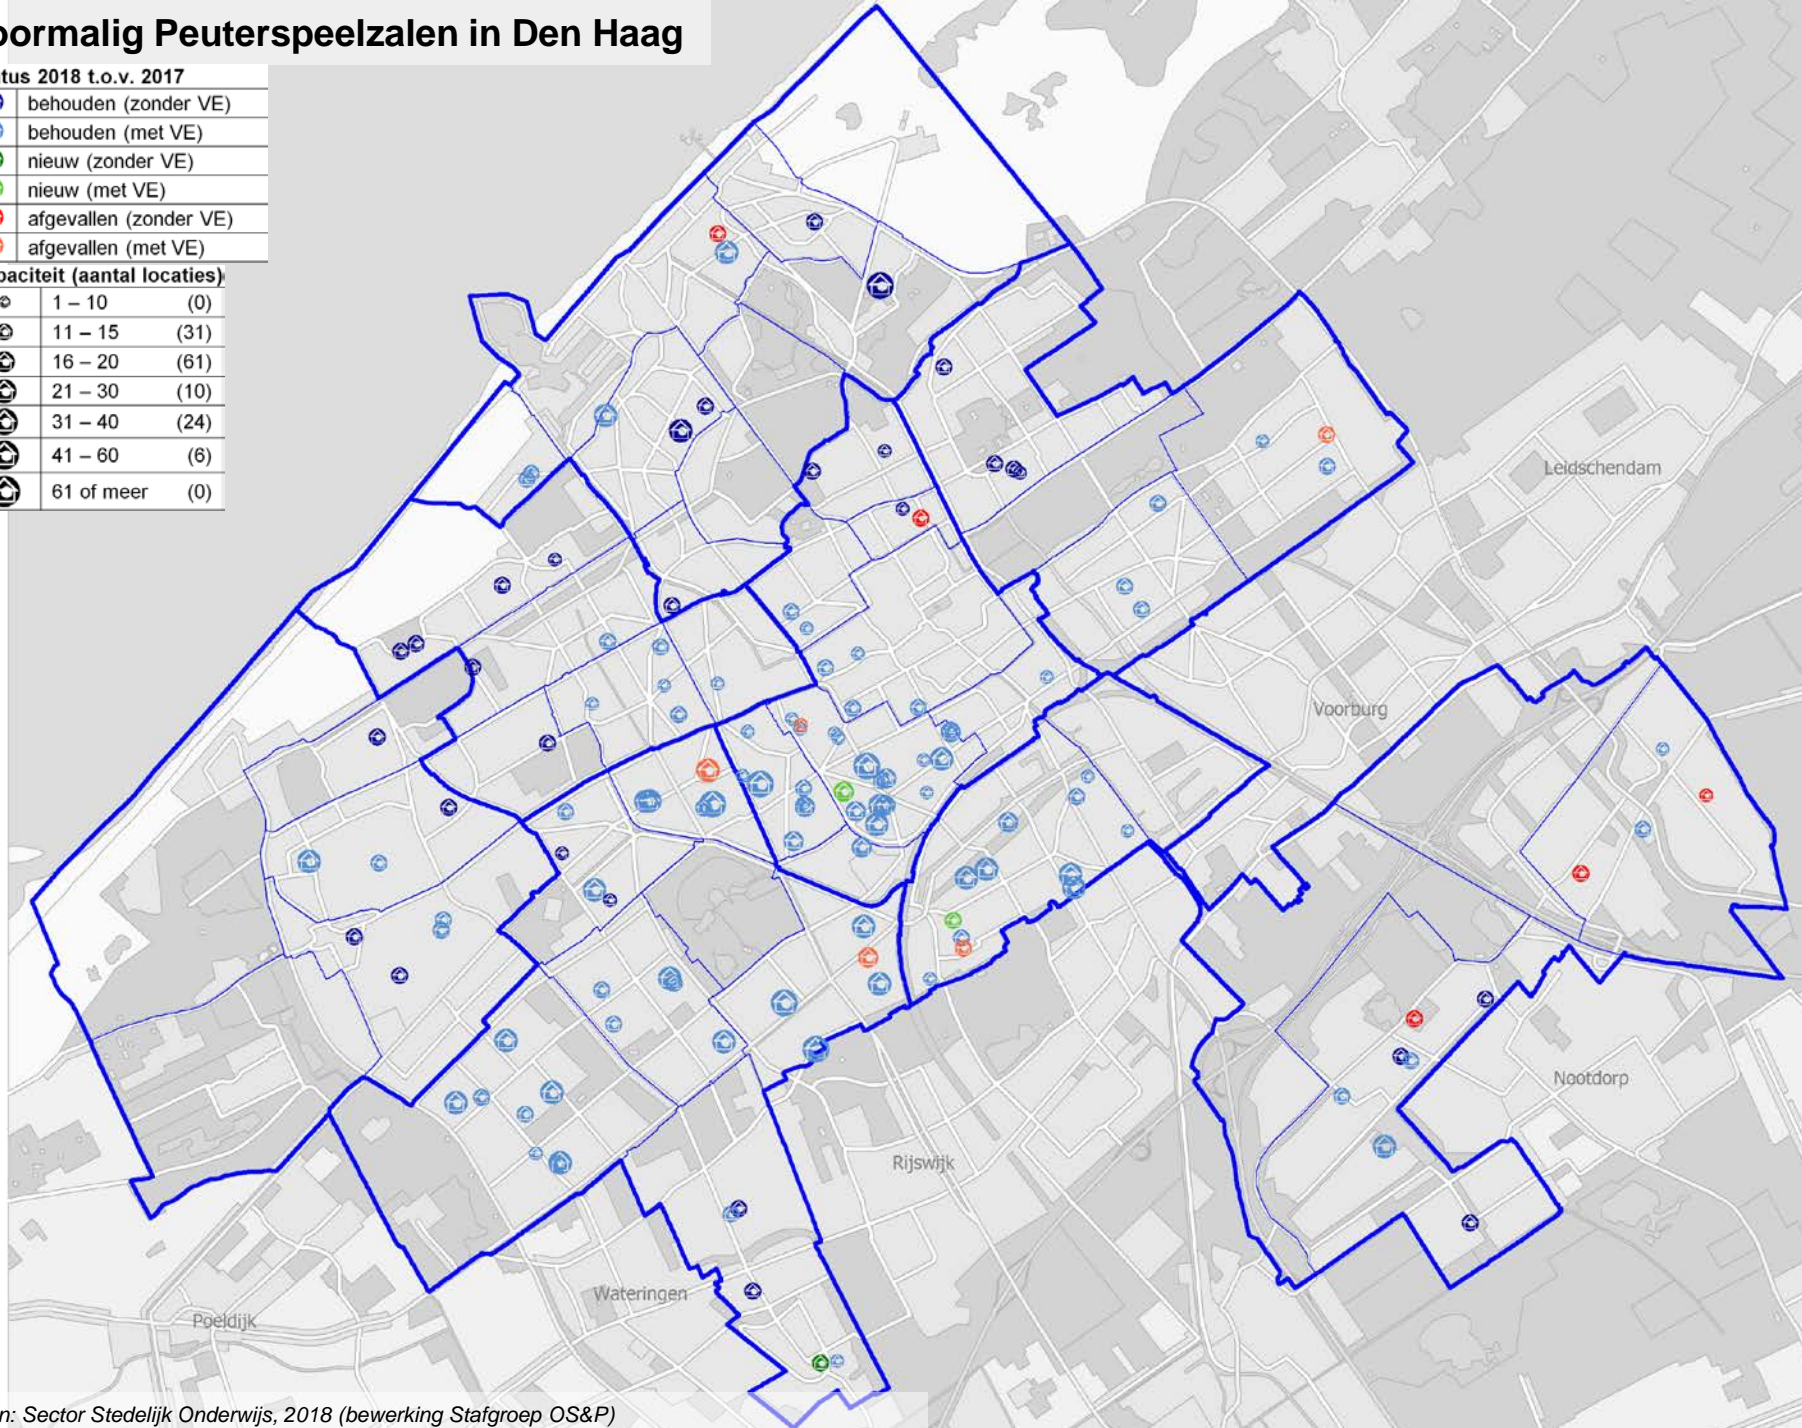 oormalig Peuterspeelzalen in Den Haag
tus 2018 t.o.v. 2017
behouden (zonder VE)
behouden (met VE)
nieuw (zonder VE)
nieuw (met VE)
afgevallen (zonder VE)
afgevallen (met VE)
paciteit (aantal locaties)
1 – 10 (0)
11 – 15 (31)
16 – 20 (61)
21 – 30 (10)
31 – 40 (24)
41 – 60 (6)
61 of meer (0)
Leidschendam
Voorburg
Nootdorp
Rijswijk
Wateringen
Poeldijk
n: Sector Stedelijk Onderwijs, 2018 (bewerking Stafgroep OS&P)